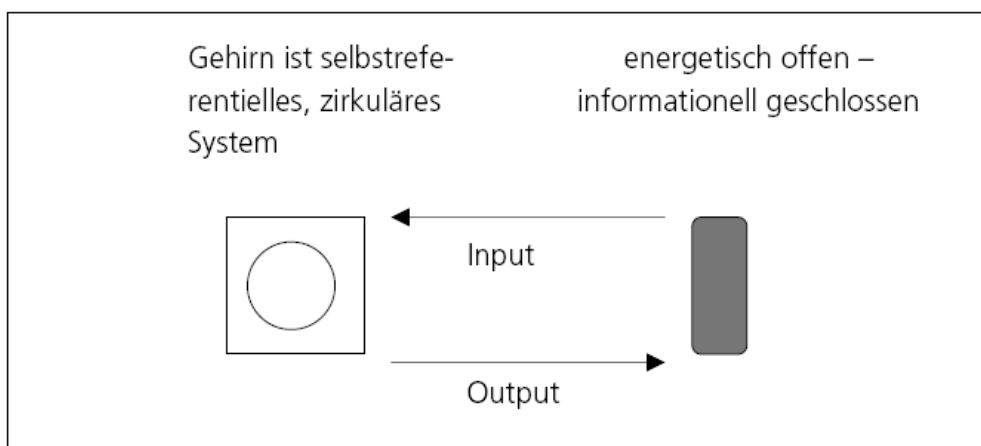 Gehirn ist selbstrefe-
rentielles, zirkuläres
System
energetisch offen –
informationell geschlossen
Input
Output